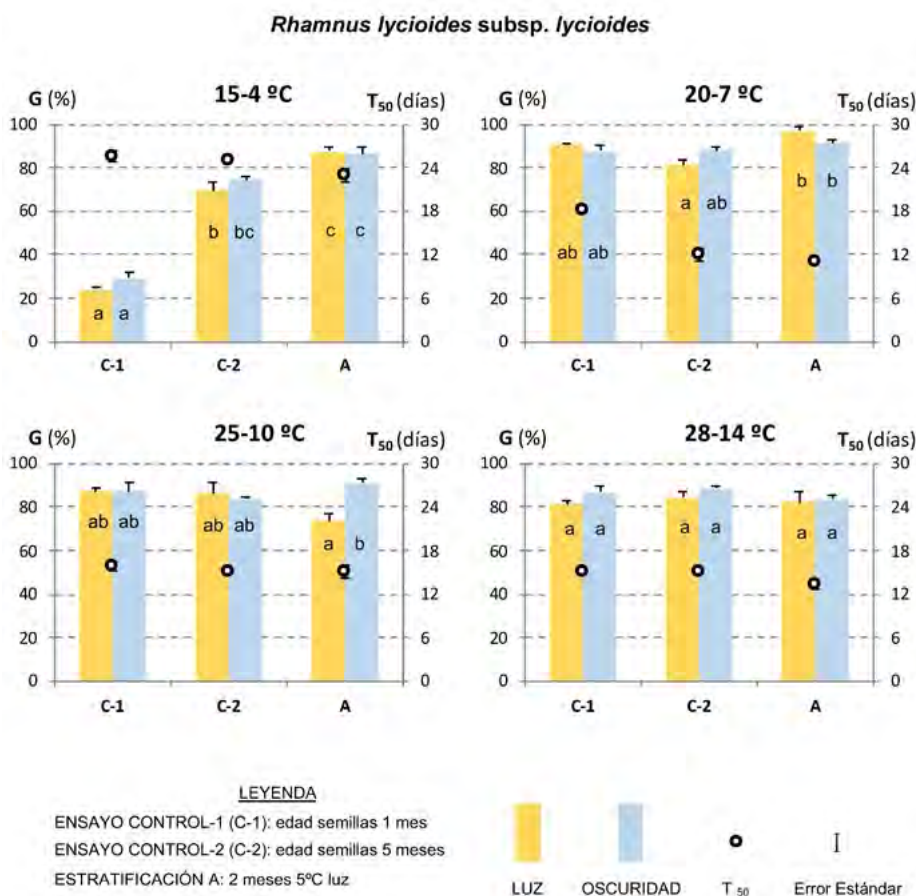 Rhamnus lycioides subsp. lycioides
G (%) 15-4 ºC T50 (días)
100 30
80 24
60 18
40 12
20 6
0 0
b bc c c
a a
C-1 C-2 A
G (%) 20-7 ºC T50 (días)
100 30
80 24
60 18
40 12
20 6
0 0
a ab b b
ab ab
C-1 C-2 A
G (%) 25-10 ºC T50 (días)
100 30
80 24
60 18
40 12
20 6
0 0
ab ab ab ab a b
C-1 C-2 A
G (%) 28-14 ºC T50 (días)
100 30
80 24
60 18
40 12
20 6
0 0
a a a a a a
C-1 C-2 A
LEYENDA
ENSAYO CONTROL-1 (C-1): edad semillas 1 mes
ENSAYO CONTROL-2 (C-2): edad semillas 5 meses
ESTRATIFICACIÓN A: 2 meses 5ºC luz
LUZ OSCURIDAD T 50 Error Estándar